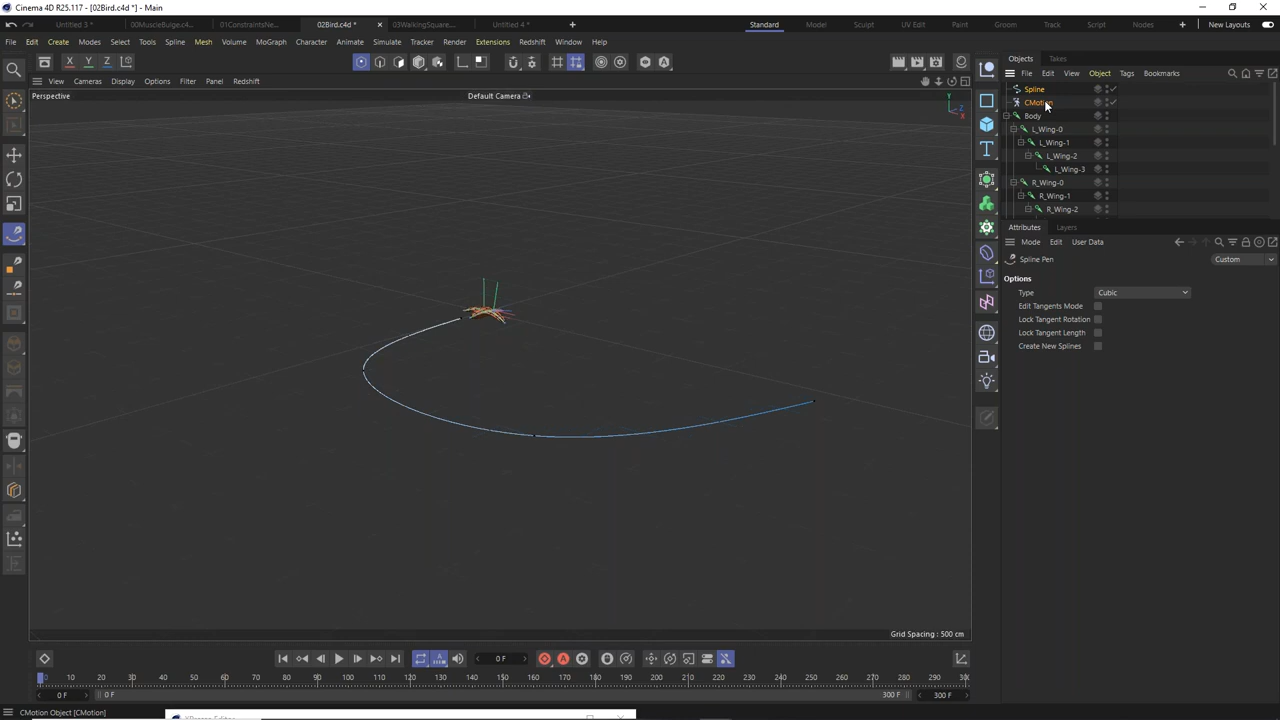 Cinema 4D R25.117 - [02Bird.c4d *] - Main
Untitled 3 *
00MuscleBulge.c4...
01ConstraintsNe...
02Bird.c4d *
03WalkingSquare...
Untitled 4 *
Standard
Model
Sculpt
UV Edit
Paint
Groom
Track
Script
Nodes
New Layouts
File Edit Create Modes Select Tools Spline Mesh Volume MoGraph Character Animate Simulate Tracker Render Extensions Redshift Window Help
X Y Z
View Cameras Display Options Filter Panel Redshift
Perspective
Default Camera
Y
Z
X
Grid Spacing : 500 cm
Objects Takes
File Edit View Object Tags Bookmarks
Spline
CMotion
Body
L_Wing-0
L_Wing-1
L_Wing-2
L_Wing-3
R_Wing-0
R_Wing-1
R_Wing-2
Attributes Layers
Mode Edit User Data
Spline Pen
Custom
Options
Type Cubic
Edit Tangents Mode
Lock Tangent Rotation
Lock Tangent Length
Create New Splines
0 F
0 10 20 30 40 50 60 70 80 90 100 110 120 130 140 150 160 170 180 190 200 210 220 230 240 250 260 270 280 290 30
0 F
0 F
300 F
300 F
CMotion Object [CMotion]